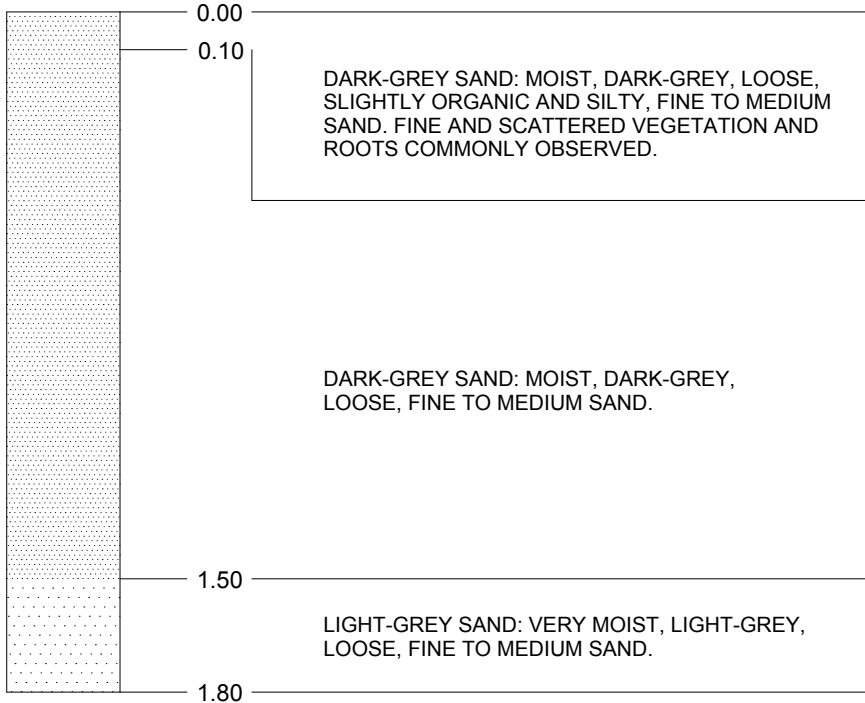 0.00
0.10
DARK-GREY SAND: MOIST, DARK-GREY, LOOSE,
SLIGHTLY ORGANIC AND SILTY, FINE TO MEDIUM
SAND. FINE AND SCATTERED VEGETATION AND
ROOTS COMMONLY OBSERVED.
DARK-GREY SAND: MOIST, DARK-GREY,
LOOSE, FINE TO MEDIUM SAND.
1.50
LIGHT-GREY SAND: VERY MOIST, LIGHT-GREY,
LOOSE, FINE TO MEDIUM SAND.
1.80